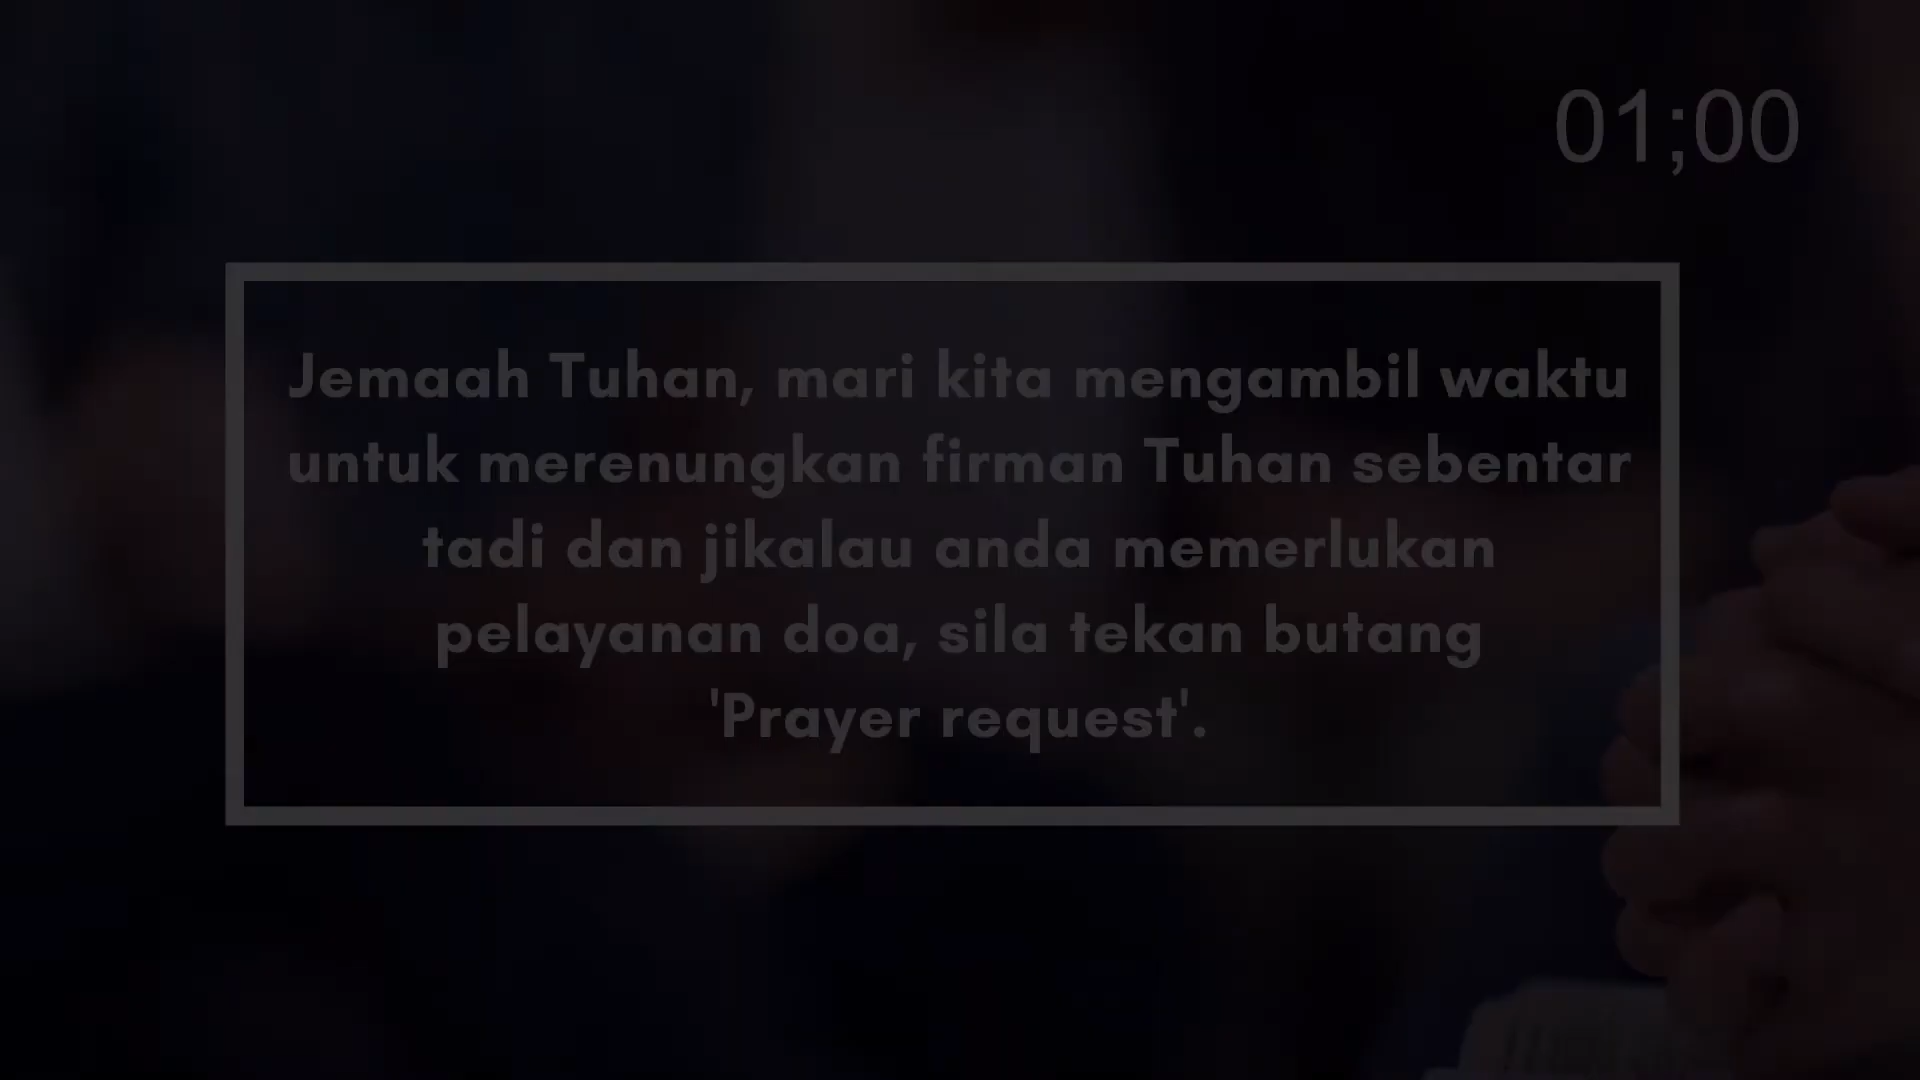 01;00
Jemaah Tuhan, mari kita mengambil waktu
untuk merenungkan firman Tuhan sebentar
tadi dan jikalau anda memerlukan
pelayanan doa, sila tekan butang
'Prayer request'.